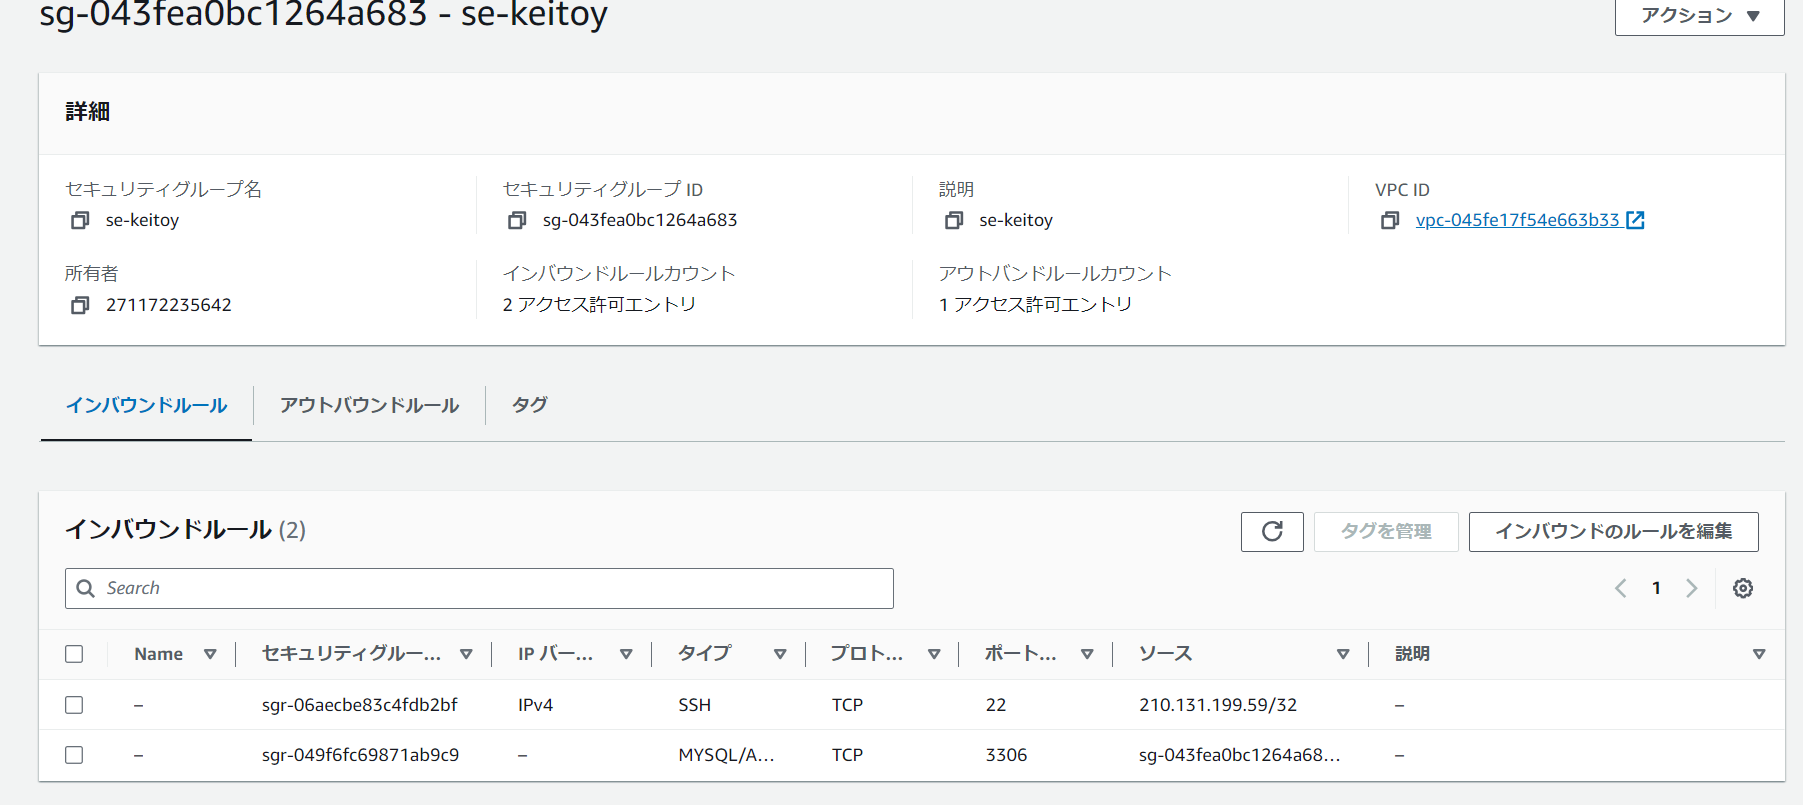 sg-043fea0bc1264a683 - se-keitoy
アクション
詳細
セキュリティグループ名
se-keitoy
セキュリティグループ ID
sg-043fea0bc1264a683
説明
se-keitoy
VPC ID
vpc-045fe17f54e663b33
所有者
271172235642
インバウンドルールカウント
2 アクセス許可エントリ
アウトバンドルールカウント
1 アクセス許可エントリ
インバウンドルール
アウトバウンドルール
タグ
インバウンドルール (2)
タグを管理
インバウンドのルールを編集
Search
1
Name セキュリティグルー... IP バー... タイプ プロト... ポート... ソース 説明
– sgr-06aecbe83c4fdb2bf IPv4 SSH TCP 22 210.131.199.59/32 –
– sgr-049f6fc69871ab9c9 – MYSQL/A... TCP 3306 sg-043fea0bc1264a68... –